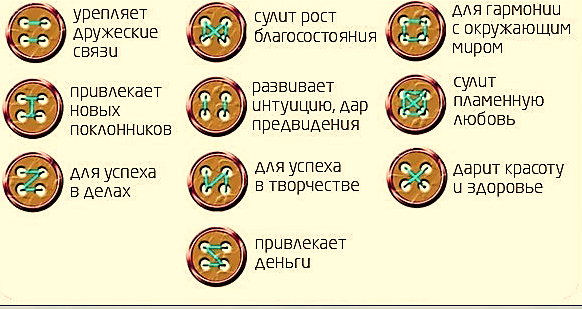 урепляет
дружеские
связи
сулит рост
благосостояния
для гармонии
с окружающим
миром
привлекает
новых
поклонников
развивает
интуицию, дар
предвидения
сулит
пламенную
любовь
для успеха
в делах
для успеха
в творчестве
дарит красоту
и здоровье
привлекает
деньги